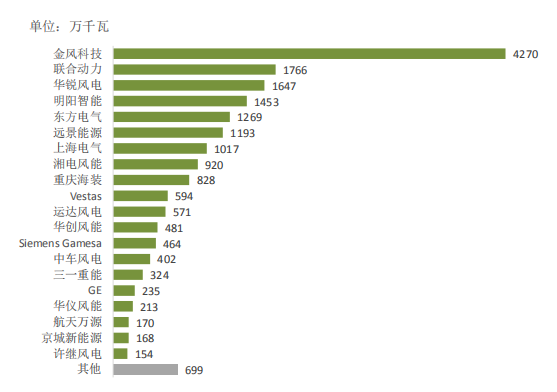 单位：万千瓦
金风科技 4270
联合动力 1766
华锐风电 1647
明阳智能 1453
东方电气 1269
远景能源 1193
上海电气 1017
湘电风能 920
重庆海装 828
Vestas 594
运达风电 571
华创风能 481
Siemens Gamesa 464
中车风电 402
三一重能 324
GE 235
华仪风能 213
航天万源 170
京城新能源 168
许继风电 154
其他 699